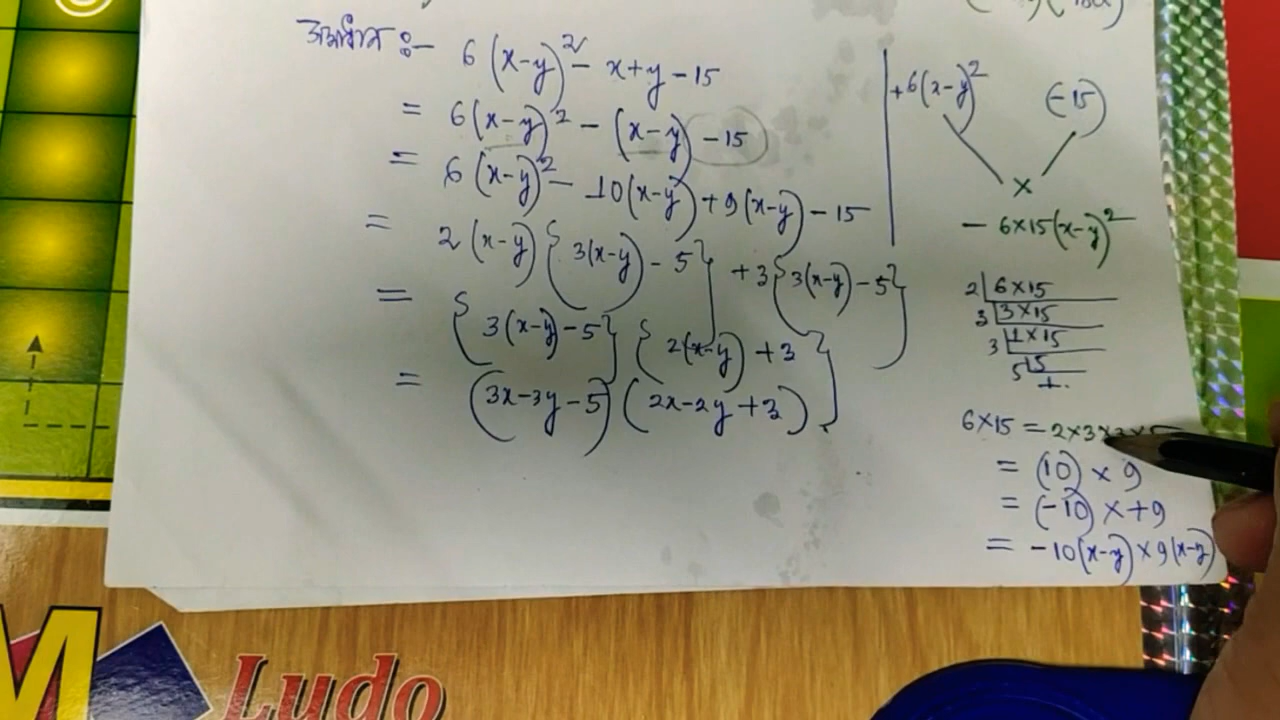 সমাধান :— 6(x-y)² - x+y-15
= 6(x-y)² - (x-y) -15
= 6(x-y)² - 10(x-y) + 9(x-y) - 15
= 2(x-y){3(x-y) - 5} + 3{3(x-y) - 5}
= {3(x-y) - 5} {2(x-y) + 3}
= (3x-3y-5) (2x-2y+3)
+6(x-y)² (-15)
×
- 6×15(x-y)²
2 | 6×15
3 | 3×15
3 | 1×15
5 | 5
1
6×15 = 2×3×3×5
= (10) × 9
= (-10) × +9
= -10(x-y) × 9(x-y)
M
Ludo